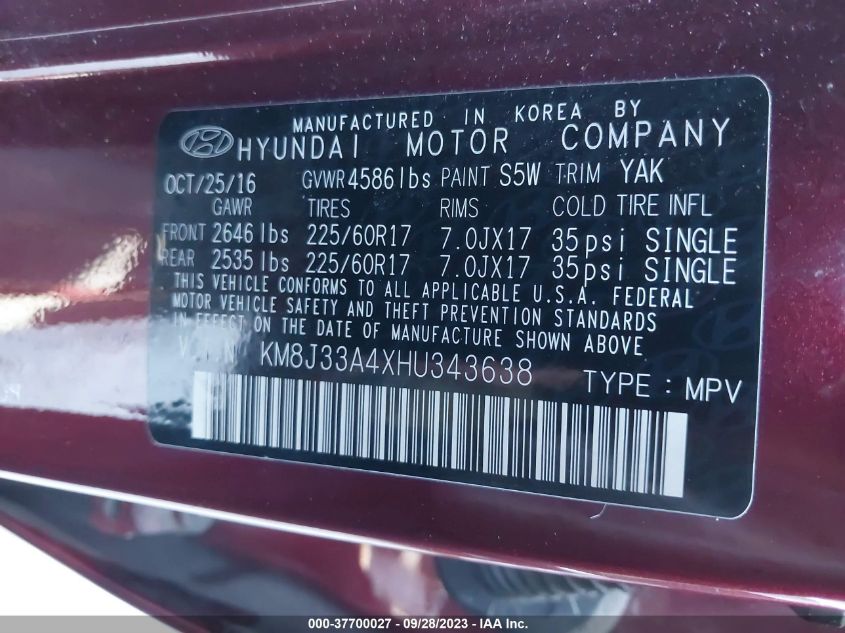 MANUFACTURED IN KOREA BY
HYUNDAI MOTOR COMPANY
OCT/25/16 GVWR 4586 lbs PAINT S5W TRIM YAK
GAWR TIRES RIMS COLD TIRE INFL
FRONT 2646 lbs 225/60R17 7.0JX17 35psi SINGLE
REAR 2535 lbs 225/60R17 7.0JX17 35psi SINGLE
THIS VEHICLE CONFORMS TO ALL APPLICABLE U.S.A. FEDERAL
MOTOR VEHICLE SAFETY AND THEFT PREVENTION STANDARDS
IN EFFECT ON THE DATE OF MANUFACTURE SHOWN ABOVE
V.I.N KM8J33A4XHU343638 TYPE : MPV
000-37700027 - 09/28/2023 - IAA Inc.